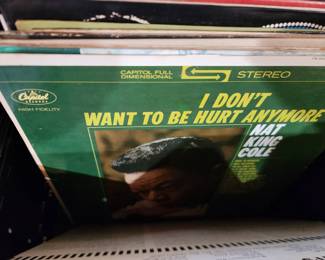 CAPITOL FULL DIMENSIONAL STEREO
Capitol
RECORDS
HIGH FIDELITY
I DON'T
WANT TO BE HURT ANYMORE
NAT
KING
COLE